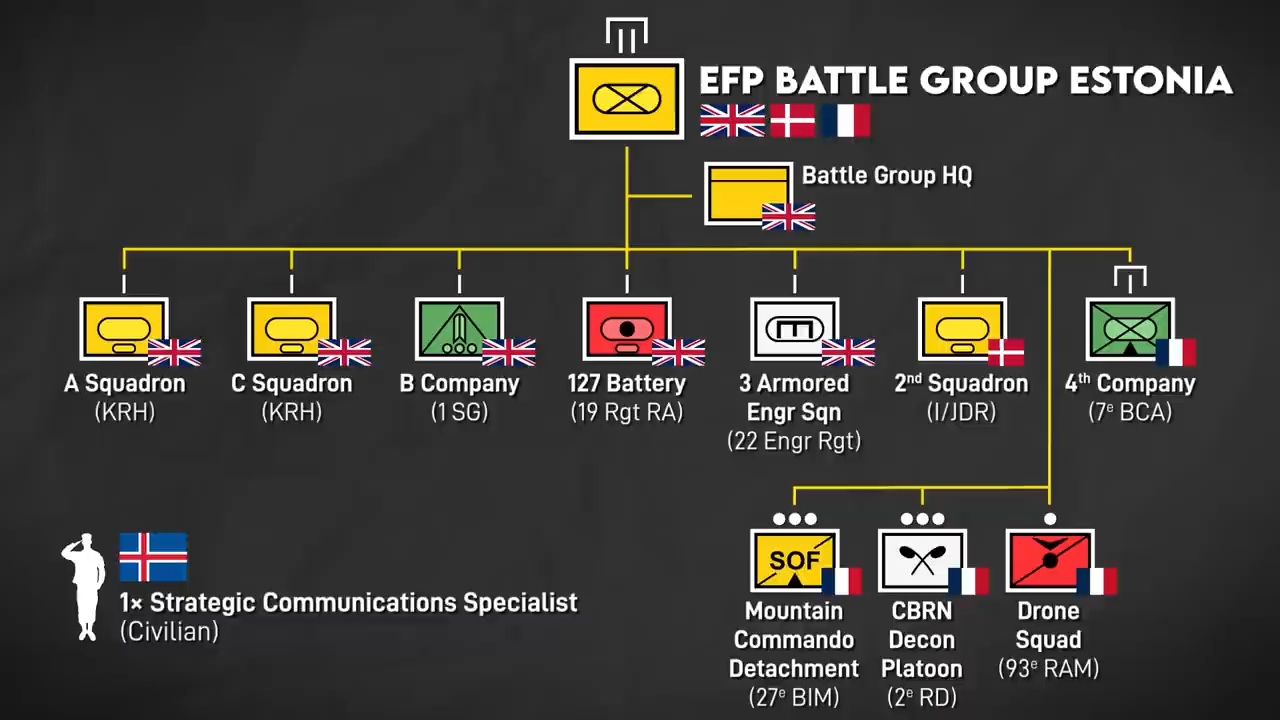 EFP BATTLE GROUP ESTONIA
Battle Group HQ
A Squadron
(KRH)
C Squadron
(KRH)
B Company
(1 SG)
127 Battery
(19 Rgt RA)
3 Armored
Engr Sqn
(22 Engr Rgt)
2nd Squadron
(I/JDR)
4th Company
(7e BCA)
SOF
Mountain
Commando
Detachment
(27e BIM)
CBRN
Decon
Platoon
(2e RD)
Drone
Squad
(93e RAM)
1× Strategic Communications Specialist
(Civilian)